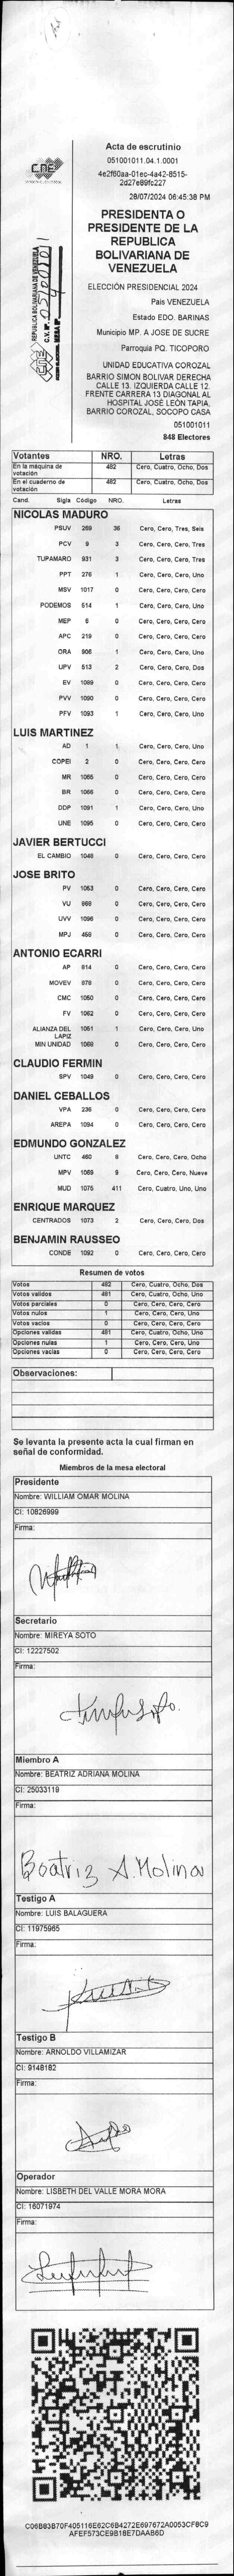 CNE
Acta de escrutinio
051001011.04.1.0001
4e2f60aa-01ec-4a42-8515-
2d27e89fc227
28/07/2024 06:45:38 PM
REPUBLICA BOLIVARIANA DE VENEZUELA
PRESIDENTA O
PRESIDENTE DE LA
REPUBLICA
BOLIVARIANA DE
VENEZUELA
ELECCIÓN PRESIDENCIAL 2024
País VENEZUELA
Estado EDO. BARINAS
Municipio MP. A JOSE DE SUCRE
Parroquia PQ. TICOPORO
UNIDAD EDUCATIVA COROZAL
BARRIO SIMON BOLIVAR DERECHA
CALLE 13. IZQUIERDA CALLE 12.
FRENTE CARRERA 13 DIAGONAL AL
HOSPITAL JOSE LEON TAPIA,
BARRIO COROZAL, SOCOPO CASA
051001011
848 Electores
Votantes NRO. Letras
En la máquina de votación 482 Cero, Cuatro, Ocho, Dos
En el cuaderno de votación 482 Cero, Cuatro, Ocho, Dos
Cand. Sigla Código NRO. Letras
NICOLAS MADURO
PSUV 269 36 Cero, Cero, Tres, Seis
PCV 9 3 Cero, Cero, Cero, Tres
TUPAMARO 931 3 Cero, Cero, Cero, Tres
PPT 276 1 Cero, Cero, Cero, Uno
MSV 1017 0 Cero, Cero, Cero, Cero
PODEMOS 514 1 Cero, Cero, Cero, Uno
MEP 6 0 Cero, Cero, Cero, Cero
APC 219 0 Cero, Cero, Cero, Cero
ORA 906 1 Cero, Cero, Cero, Uno
UPV 513 2 Cero, Cero, Cero, Dos
EV 1089 0 Cero, Cero, Cero, Cero
PVV 1090 0 Cero, Cero, Cero, Cero
PFV 1093 1 Cero, Cero, Cero, Uno
LUIS MARTINEZ
AD 1 1 Cero, Cero, Cero, Uno
COPEI 2 0 Cero, Cero, Cero, Cero
MR 1065 0 Cero, Cero, Cero, Cero
BR 1066 0 Cero, Cero, Cero, Cero
DDP 1091 1 Cero, Cero, Cero, Uno
UNE 1095 0 Cero, Cero, Cero, Cero
JAVIER BERTUCCI
EL CAMBIO 1048 0 Cero, Cero, Cero, Cero
JOSE BRITO
PV 1053 0 Cero, Cero, Cero, Cero
VU 868 0 Cero, Cero, Cero, Cero
UVV 1096 0 Cero, Cero, Cero, Cero
MPJ 458 0 Cero, Cero, Cero, Cero
ANTONIO ECARRI
AP 814 0 Cero, Cero, Cero, Cero
MOVEV 878 0 Cero, Cero, Cero, Cero
CMC 1050 0 Cero, Cero, Cero, Cero
FV 1062 0 Cero, Cero, Cero, Cero
ALIANZA DEL LAPIZ 1051 1 Cero, Cero, Cero, Uno
MIN UNIDAD 1068 0 Cero, Cero, Cero, Cero
CLAUDIO FERMIN
SPV 1049 0 Cero, Cero, Cero, Cero
DANIEL CEBALLOS
VPA 236 0 Cero, Cero, Cero, Cero
AREPA 1094 0 Cero, Cero, Cero, Cero
EDMUNDO GONZALEZ
UNTC 460 8 Cero, Cero, Cero, Ocho
MPV 1069 9 Cero, Cero, Cero, Nueve
MUD 1075 411 Cero, Cuatro, Uno, Uno
ENRIQUE MARQUEZ
CENTRADOS 1073 2 Cero, Cero, Cero, Dos
BENJAMIN RAUSSEO
CONDE 1092 0 Cero, Cero, Cero, Cero
Resumen de votos
Votos 482 Cero, Cuatro, Ocho, Dos
Votos validos 481 Cero, Cuatro, Ocho, Uno
Votos parciales 0 Cero, Cero, Cero, Cero
Votos nulos 1 Cero, Cero, Cero, Uno
Votos vacíos 0 Cero, Cero, Cero, Cero
Opciones validas 481 Cero, Cuatro, Ocho, Uno
Opciones nulas 1 Cero, Cero, Cero, Uno
Opciones vacias 0 Cero, Cero, Cero, Cero
Observaciones:
Se levanta la presente acta la cual firman en
señal de conformidad.
Miembros de la mesa electoral
Presidente
Nombre: WILLIAM OMAR MOLINA
CI: 10826999
Firma:
Secretario
Nombre: MIREYA SOTO
CI: 12227502
Firma:
Miembro A
Nombre: BEATRIZ ADRIANA MOLINA
CI: 25033119
Firma:
Beatriz A. Molina
Testigo A
Nombre: LUIS BALAGUERA
CI: 11975965
Firma:
Testigo B
Nombre: ARNOLDO VILLAMIZAR
CI: 9148182
Firma:
Operador
Nombre: LISBETH DEL VALLE MORA MORA
CI: 16071974
Firma:
C06B83B70F405116E62C6B4272E697672A0053CF8C9
AFEF573CE9B18E7DAAB6D